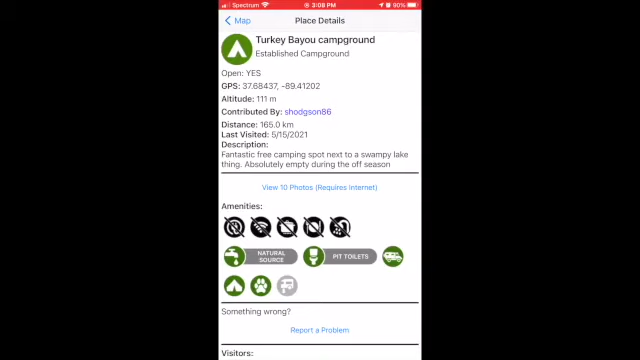 Spectrum
3:08 PM
90%
Map
Place Details
Turkey Bayou campground
Established Campground
Open: YES
GPS: 37.68437, -89.41202
Altitude: 111 m
Contributed By: shodgson86
Distance: 165.0 km
Last Visited: 5/15/2021
Description:
Fantastic free camping spot next to a swampy lake
thing. Absolutely empty during the off season
View 10 Photos (Requires Internet)
Amenities:
NATURAL
SOURCE
PIT TOILETS
Something wrong?
Report a Problem
Visitors: